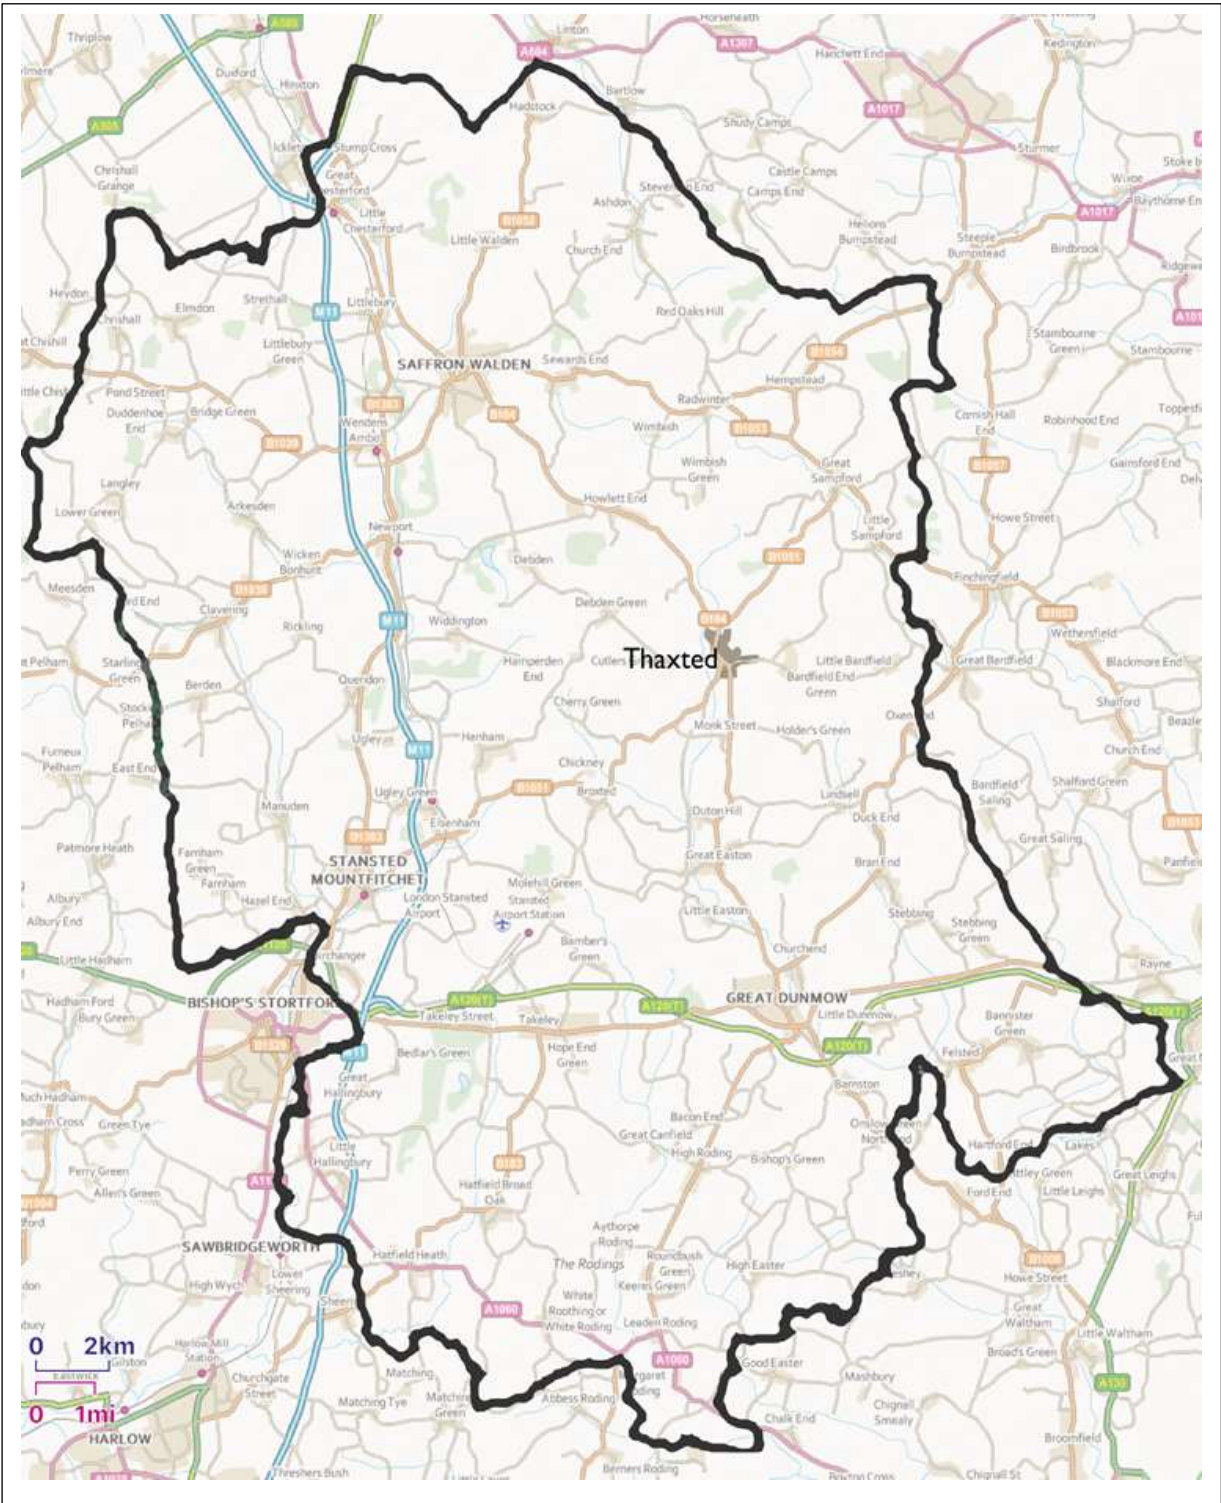 A505
Thriplow
Duxford
Hinxton
Linton
A604
Horseheath
A1307
Hanchett End
Kedington
Hadstock
Bartlow
A1017
Shudy Camps
Sturmer
A505
Stump Cross
Chrishall
Grange
Great
Little
Chesterford
Castle Camps
Camps End
Wixoe
A1017
Baythorne En
B1052
Ashdon
Helions
Bumpstead
Steeple
Bumpstead
Birdbrook
Little Walden
Church End
Heydon
Elmdon
Strethall
Littlebury
M11
Red Oaks Hill
Chrishall
Littlebury
Green
Stambourne
Green
Stambourne
SAFFRON WALDEN
Sewards End
B1054
Hempstead
Pond Street
Duddenhoe
End
Bridge Green
B1383
B184
Radwinter
Wendens
Ambo
B1039
Wimbish
B1053
Cornish Hall
End
Robinhood End
Wimbish
Green
Great
Sampford
B1057
Gainsford End
Langley
Lower Green
Arkesden
Howlett End
Howe Street
Newport
Little
Sampford
Wicken
Bonhunt
Debden
B1051
Meesden
B1038
Finchingfield
Clavering
Debden Green
B184
B1053
Rickling
M11
Widdington
Wethersfield
Thaxted
Starling
Green
Hamperden
End
Cutlers
Little Bardfield
Bardfield End
Green
Great Bardfield
Blackmore End
Berden
Quendon
Cherry Green
Shalford
Monk Street
Holder's Green
Ugley
M11
Henham
Furneux
Pelham
East End
Chickney
Church End
Ugley Green
B1051
Broxted
Lindsell
Bardfield
Saling
Shalford Green
Manuden
Elsenham
Duton Hill
Duck End
B1053
B1383
Great Saling
Patmore Heath
Farnham
Green
STANSTED
MOUNTFITCHET
Great Easton
Bran End
Farnham
Hazel End
Molehill Green
London Stansted
Airport
Stansted
Airport Station
Albury
Albury End
Little Easton
Stebbing
Stebbing
Green
Bamber's
Green
Churchend
Little Hadham
Rayne
Hadham Ford
Bury Green
BISHOP'S STORTFORD
A120(T)
A120(T)
GREAT DUNMOW
A120(T)
Takeley Street
Takeley
Little Dunmow
Bannister
Green
B1529
Bedlar's Green
Hope End
Green
A120(T)
Felsted
Great
Hallingbury
Barnston
Green Tye
Bacon End
Great Canfield
Little
Hallingbury
High Roding
Bishop's Green
Hartford End
Perry Green
Allen's Green
B183
Great Leighs
Hatfield Broad
Oak
Ford End
Little Leighs
SAWBRIDGEWORTH
Hatfield Heath
Aythorpe
Roding
The Rodings
Roundbush
Green
Keeres Green
High Easter
High Wych
Lower
Sheering
White
Roothing or
White Roding
Howe Street
A1060
Leaden Roding
Great
Waltham
0 2km
Harlow Mill
Station
Little Waltham
Broad's Green
Gilston
A1060
Good Easter
Churchgate
Street
Matching
Mashbury
A130
Matching Tye
Matching
Green
Abbess Roding
0 1mi
Chignall
Smealy
HARLOW
Chalk End
Broomfield
Threshers Bush
Berners Roding
Chignall St